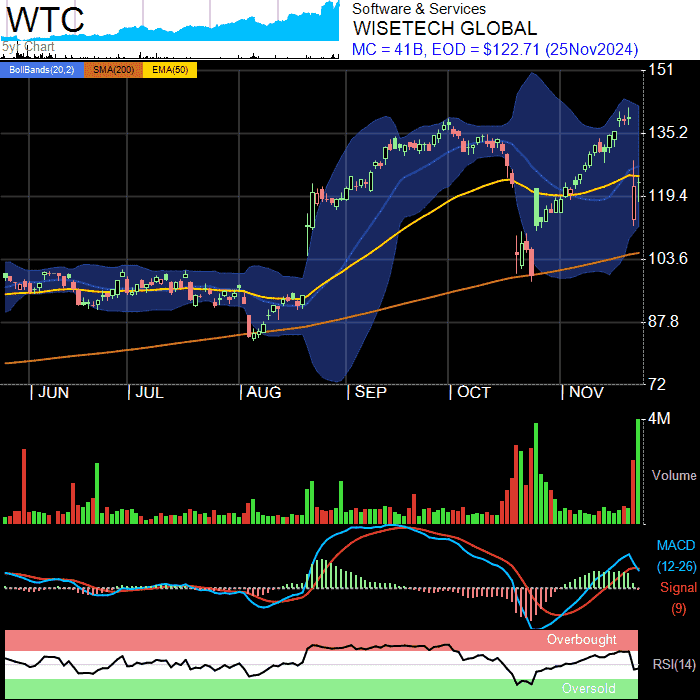 WTC
5yr Chart
Software & Services
WISETECH GLOBAL
MC = 41B, EOD = $122.71 (25Nov2024)
BollBands(20,2) SMA(200) EMA(50)
151
135.2
119.4
103.6
87.8
72
JUN JUL AUG SEP OCT NOV
4M
Volume
MACD
(12-26)
Signal
(9)
Overbought
RSI(14)
Oversold